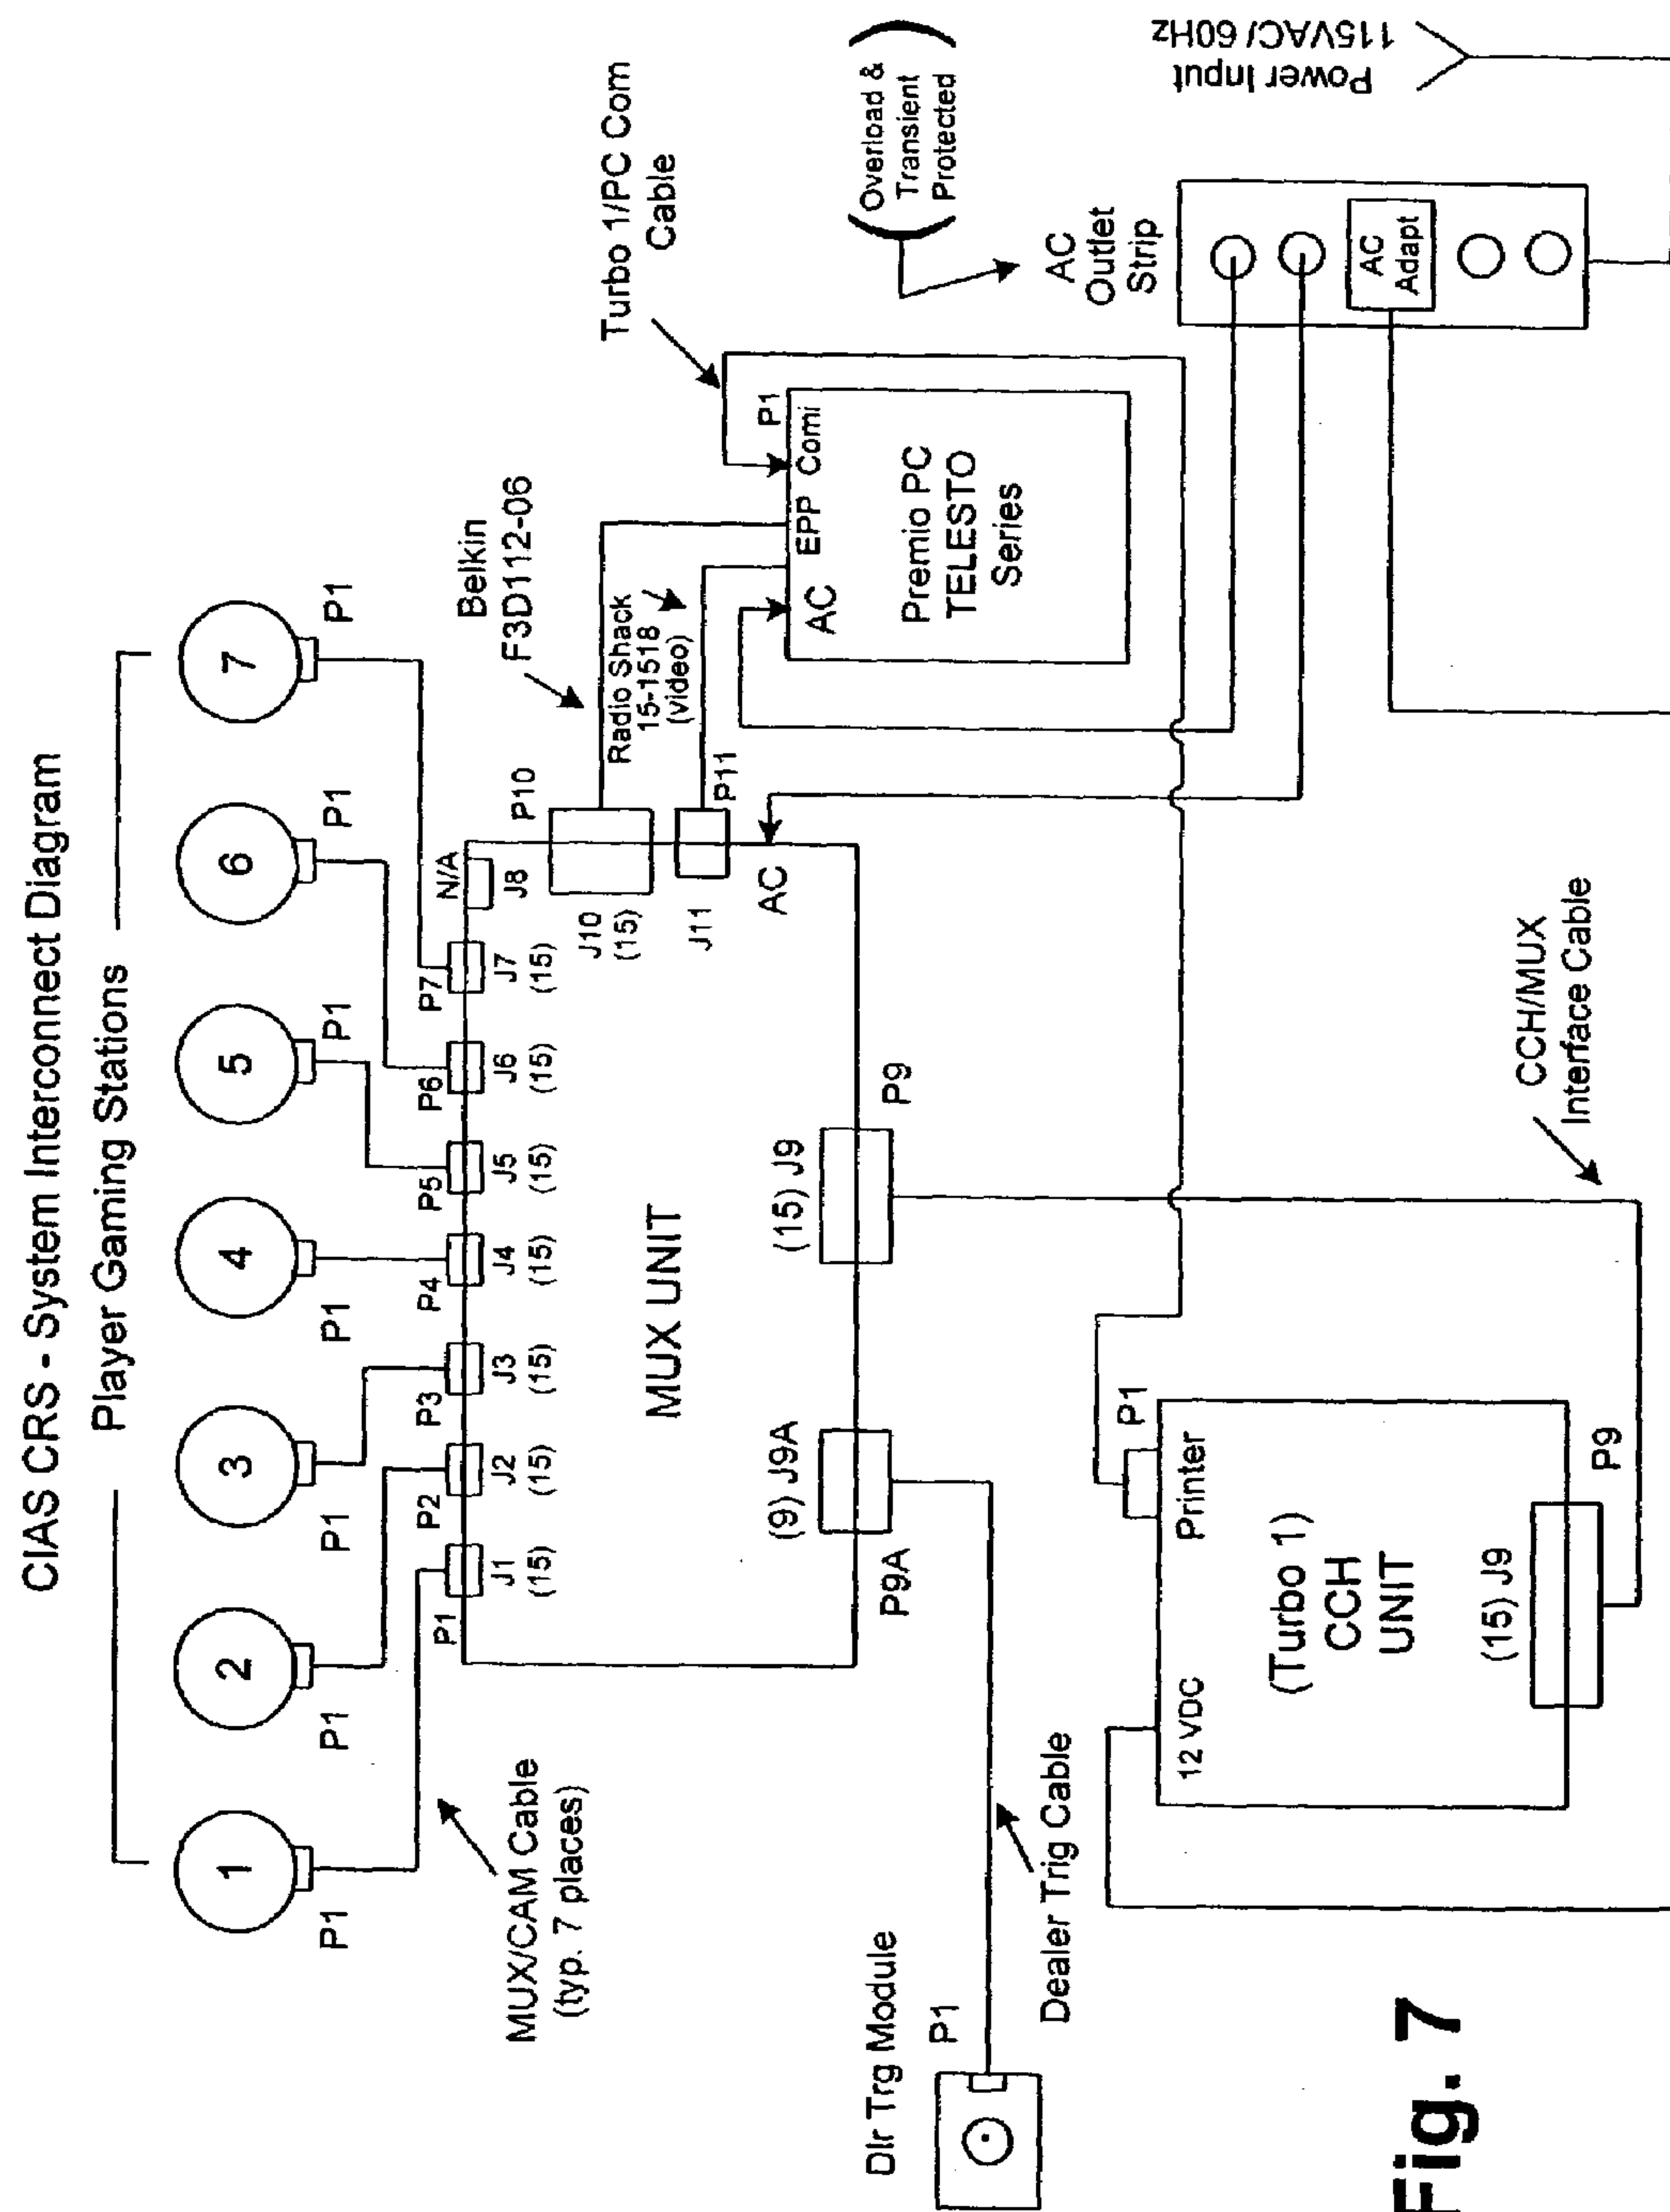 CIAS CRS - System Interconnect Diagram
Player Gaming Stations
1
2
3
4
5
6
7
P1
P1
P1
P1
P1
P1
P1
MUX/CAM Cable
(typ. 7 places)
Belkin
F3D112-06
Turbo 1/PC Com
Cable
P1
P2
P3
P4
P5
P6
P7
N/A
J1
(15)
J2
(15)
J3
(15)
J4
(15)
J5
(15)
J6
(15)
J7
(15)
J8
P10
J10
(15)
Radio Shack
15-1518
(video)
P11
J11
AC
MUX UNIT
(9) J9A
P9A
(15) J9
P9
AC
EPP
Comi
P1
Premio PC
TELESTO
Series
(Overload &
Transient
Protected)
AC
Outlet
Strip
AC
Adapt
Power Input
115VAC/ 60Hz
Dlr Trg Module
P1
Dealer Trig Cable
12 VDC
Printer
P1
(Turbo 1)
CCH
UNIT
(15) J9
P9
CCH/MUX
Interface Cable
Fig. 7